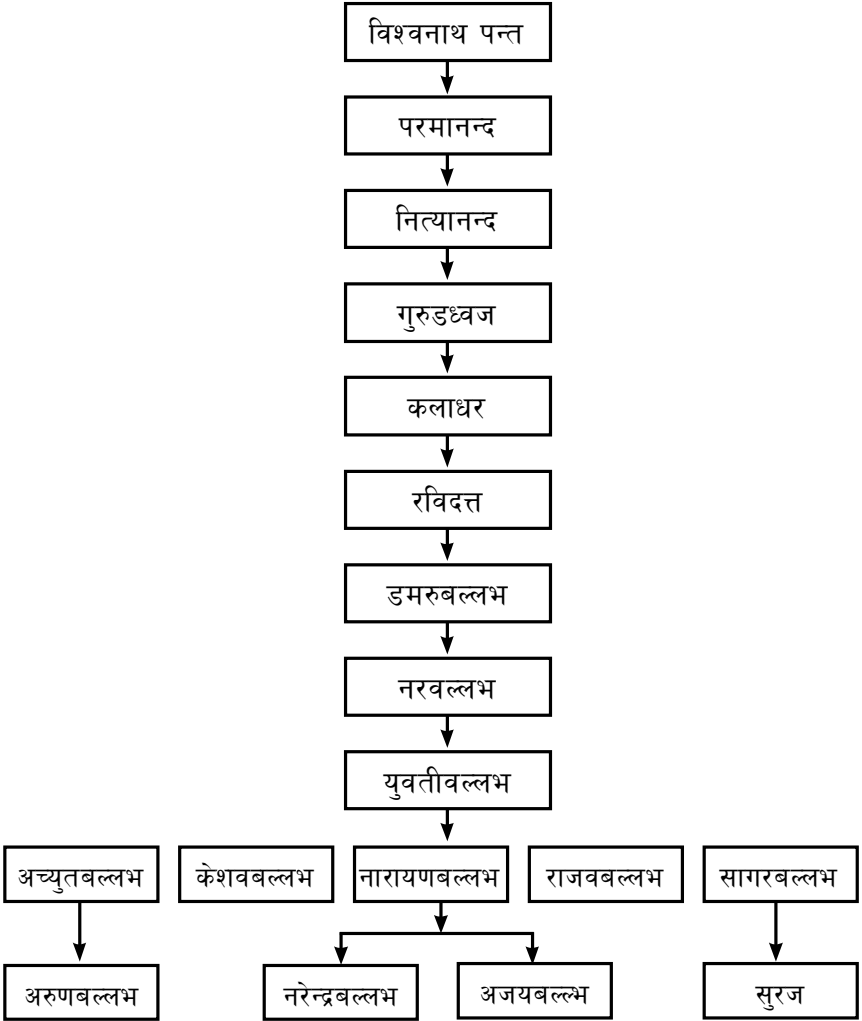 विश्वनाथ पन्त
परमानन्द
नित्यानन्द
गुरुडध्वज
कलाधर
रविदत्त
डमरुबल्लभ
नरवल्लभ
युवतीवल्लभ
अच्युतबल्लभ केशवबल्लभ नारायणबल्लभ राजवबल्लभ सागरबल्लभ
अरुणबल्लभ नरेन्द्रबल्लभ अजयबल्ल्भ सुरज